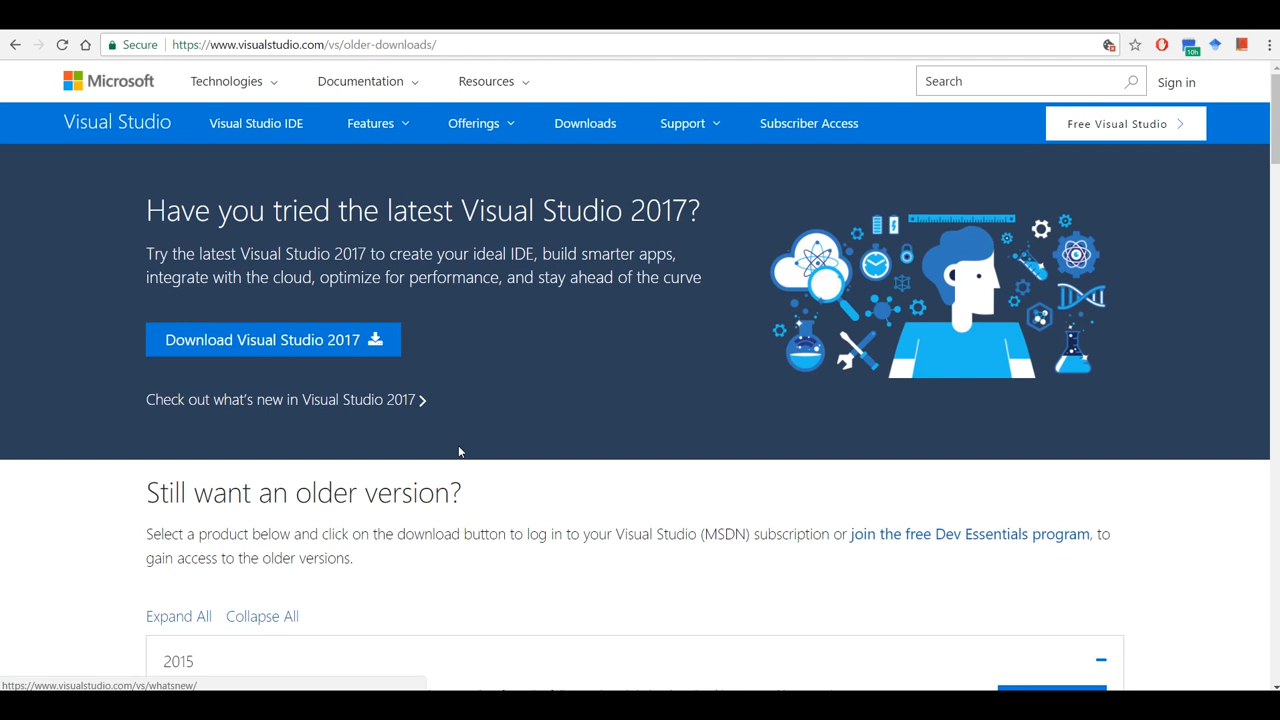 Secure https://www.visualstudio.com/vs/older-downloads/
10h
Microsoft Technologies Documentation Resources Search Sign in
Visual Studio Visual Studio IDE Features Offerings Downloads Support Subscriber Access Free Visual Studio
Have you tried the latest Visual Studio 2017?
Try the latest Visual Studio 2017 to create your ideal IDE, build smarter apps,
integrate with the cloud, optimize for performance, and stay ahead of the curve
Download Visual Studio 2017
Check out what's new in Visual Studio 2017
Still want an older version?
Select a product below and click on the download button to log in to your Visual Studio (MSDN) subscription or join the free Dev Essentials program, to
gain access to the older versions.
Expand All Collapse All
2015
https://www.visualstudio.com/vs/whatsnew/